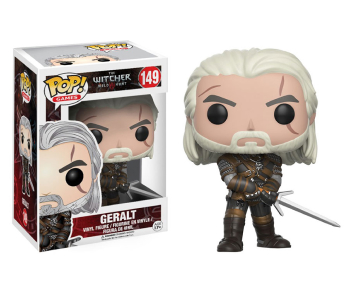 POP!
GAMES
THE
WITCHER
WILD HUNT
149
GERALT
VINYL FIGURE / FIGURINE EN VINYLE /
FIGURA DE VINIL